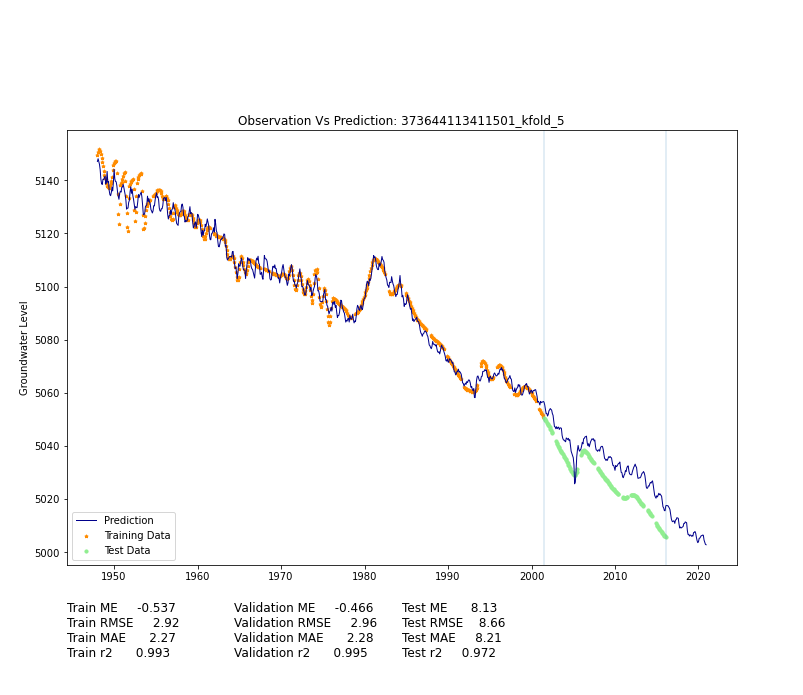 Observation Vs Prediction: 373644113411501_kfold_5
Groundwater Level
5140
5120
5100
5080
5060
5040
5020
5000
Prediction
Training Data
Test Data
1950 1960 1970 1980 1990 2000 2010 2020
Train ME -0.537 Validation ME -0.466 Test ME 8.13
Train RMSE 2.92 Validation RMSE 2.96 Test RMSE 8.66
Train MAE 2.27 Validation MAE 2.28 Test MAE 8.21
Train r2 0.993 Validation r2 0.995 Test r2 0.972